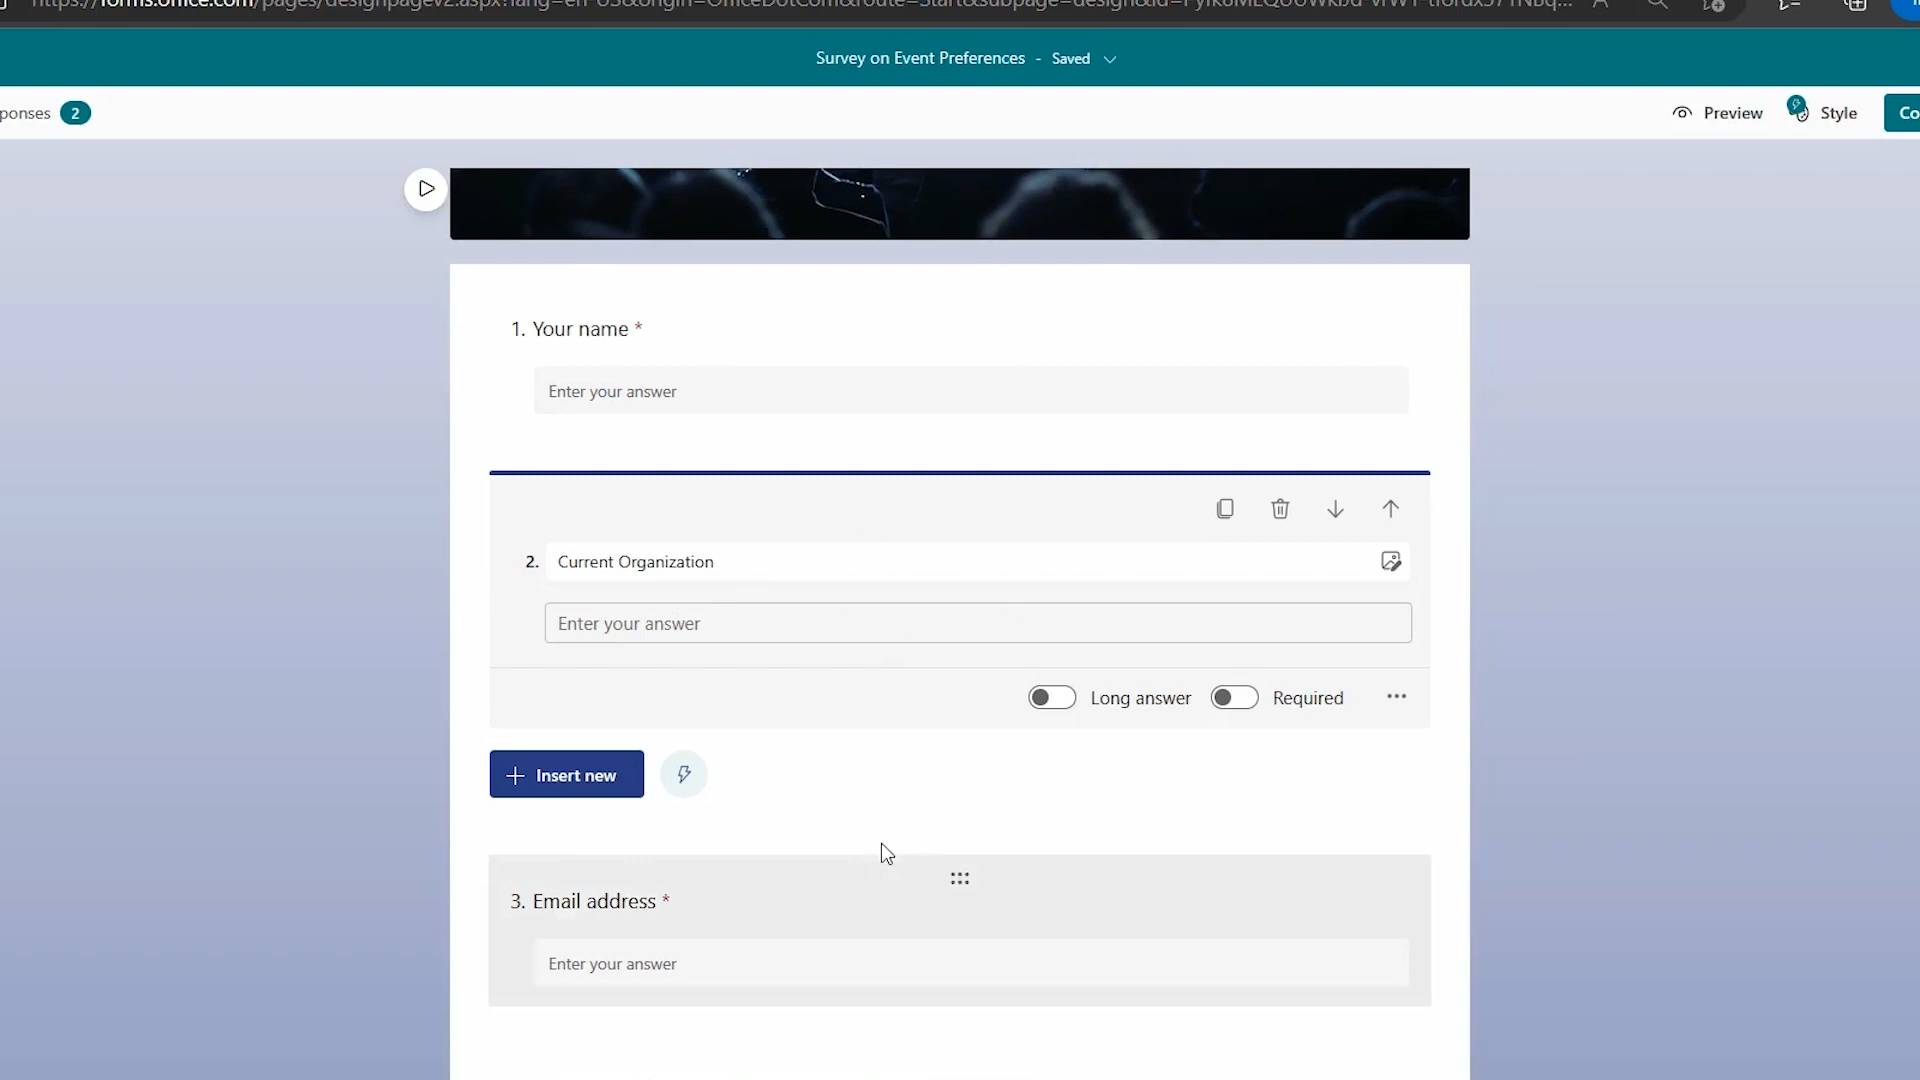 Survey on Event Preferences - Saved
ponses 2
Preview
Style
Co
1. Your name *
Enter your answer
2. Current Organization
Enter your answer
Long answer
Required
Insert new
3. Email address *
Enter your answer